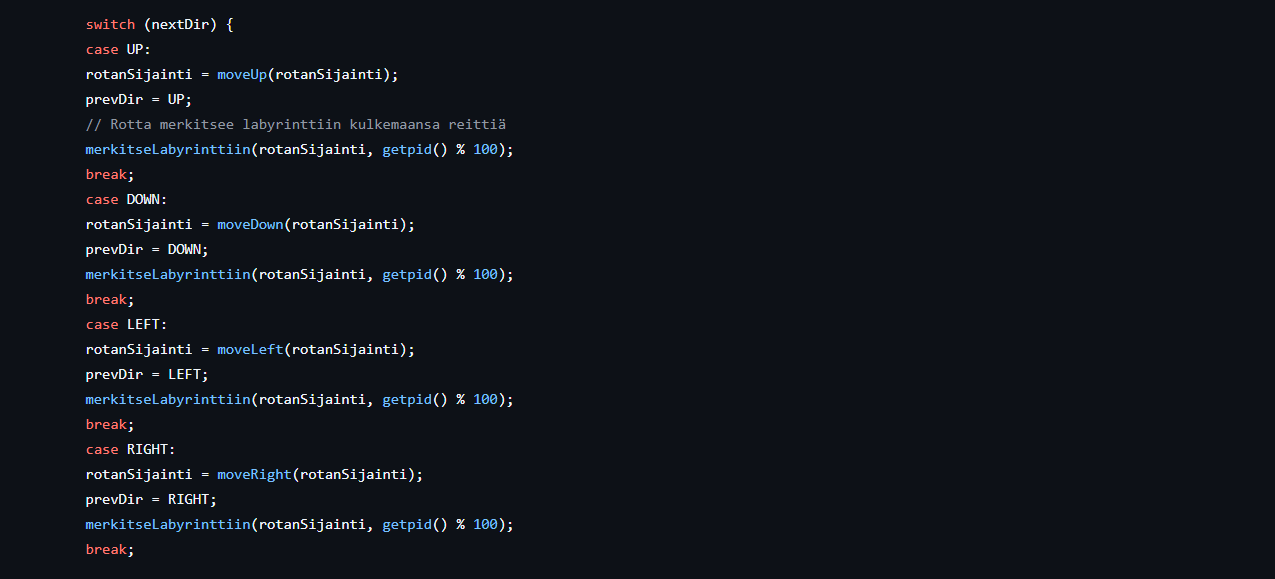 switch (nextDir) {
case UP:
rotanSijainti = moveUp(rotanSijainti);
prevDir = UP;
// Rotta merkitsee labyrinttiin kulkemaansa reittiä
merkitseLabyrinttiin(rotanSijainti, getpid() % 100);
break;
case DOWN:
rotanSijainti = moveDown(rotanSijainti);
prevDir = DOWN;
merkitseLabyrinttiin(rotanSijainti, getpid() % 100);
break;
case LEFT:
rotanSijainti = moveLeft(rotanSijainti);
prevDir = LEFT;
merkitseLabyrinttiin(rotanSijainti, getpid() % 100);
break;
case RIGHT:
rotanSijainti = moveRight(rotanSijainti);
prevDir = RIGHT;
merkitseLabyrinttiin(rotanSijainti, getpid() % 100);
break;